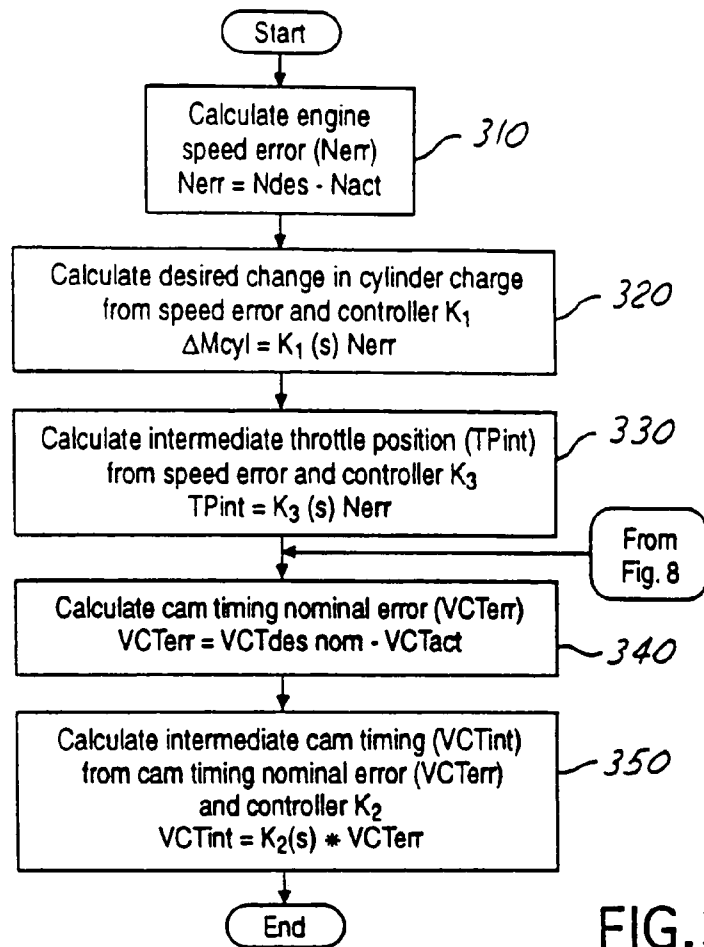 Start
Calculate engine
speed error (Nerr)
Nerr = Ndes - Nact
310
Calculate desired change in cylinder charge
from speed error and controller K₁
ΔMcyl = K₁ (s) Nerr
320
Calculate intermediate throttle position (TPint)
from speed error and controller K₃
TPint = K₃ (s) Nerr
330
From
Fig. 8
Calculate cam timing nominal error (VCTerr)
VCTerr = VCTdes nom - VCTact
340
Calculate intermediate cam timing (VCTint)
from cam timing nominal error (VCTerr)
and controller K₂
VCTint = K₂(s) * VCTerr
350
End
FIG.